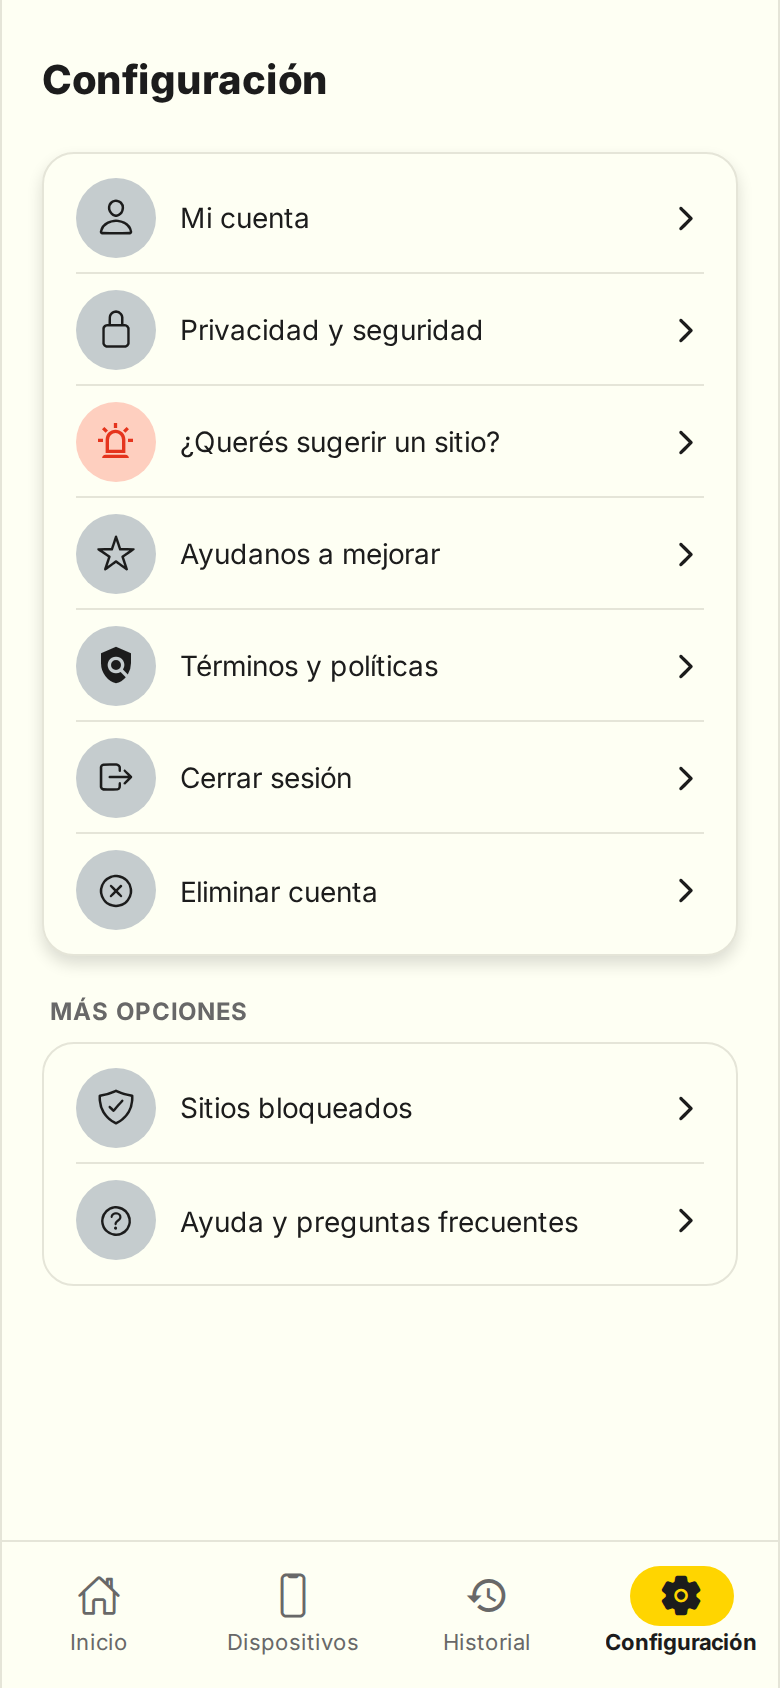 Configuración
Mi cuenta
Privacidad y seguridad
¿Querés sugerir un sitio?
Ayudanos a mejorar
Términos y políticas
Cerrar sesión
Eliminar cuenta
MÁS OPCIONES
Sitios bloqueados
Ayuda y preguntas frecuentes
Inicio
Dispositivos
Historial
Configuración